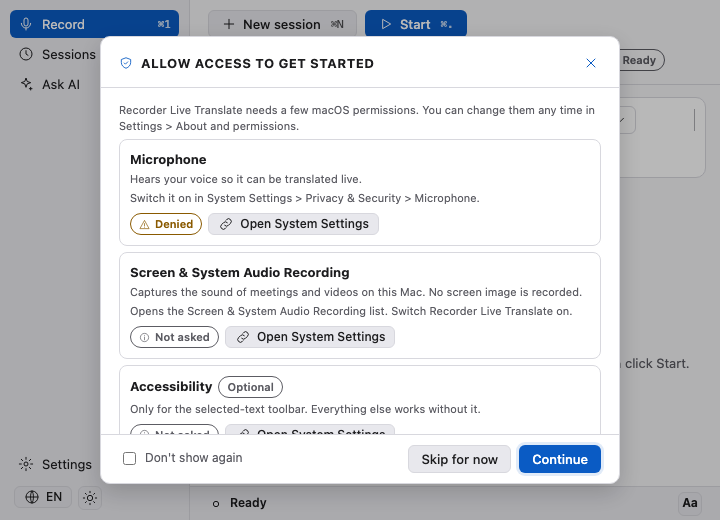 Record ⌘1
New session ⌘N
Start ⌘.
Sessions
Ask AI
Ready
ALLOW ACCESS TO GET STARTED
Recorder Live Translate needs a few macOS permissions. You can change them any time in
Settings > About and permissions.
Microphone
Hears your voice so it can be translated live.
Switch it on in System Settings > Privacy & Security > Microphone.
Denied
Open System Settings
Screen & System Audio Recording
Captures the sound of meetings and videos on this Mac. No screen image is recorded.
Opens the Screen & System Audio Recording list. Switch Recorder Live Translate on.
Not asked
Open System Settings
Accessibility Optional
Only for the selected-text toolbar. Everything else works without it.
Not asked
Open System Settings
click Start.
Don't show again
Skip for now
Continue
Settings
EN
Ready
Aa